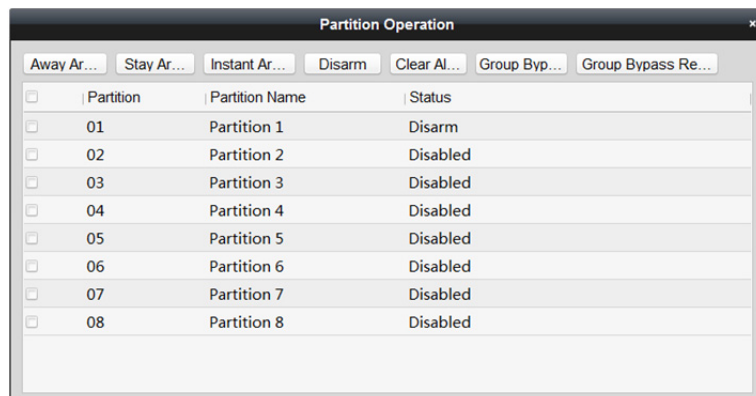 Partition Operation ×
Away Ar... Stay Ar... Instant Ar... Disarm Clear Al... Group Byp... Group Bypass Re...
Partition Partition Name Status
01 Partition 1 Disarm
02 Partition 2 Disabled
03 Partition 3 Disabled
04 Partition 4 Disabled
05 Partition 5 Disabled
06 Partition 6 Disabled
07 Partition 7 Disabled
08 Partition 8 Disabled